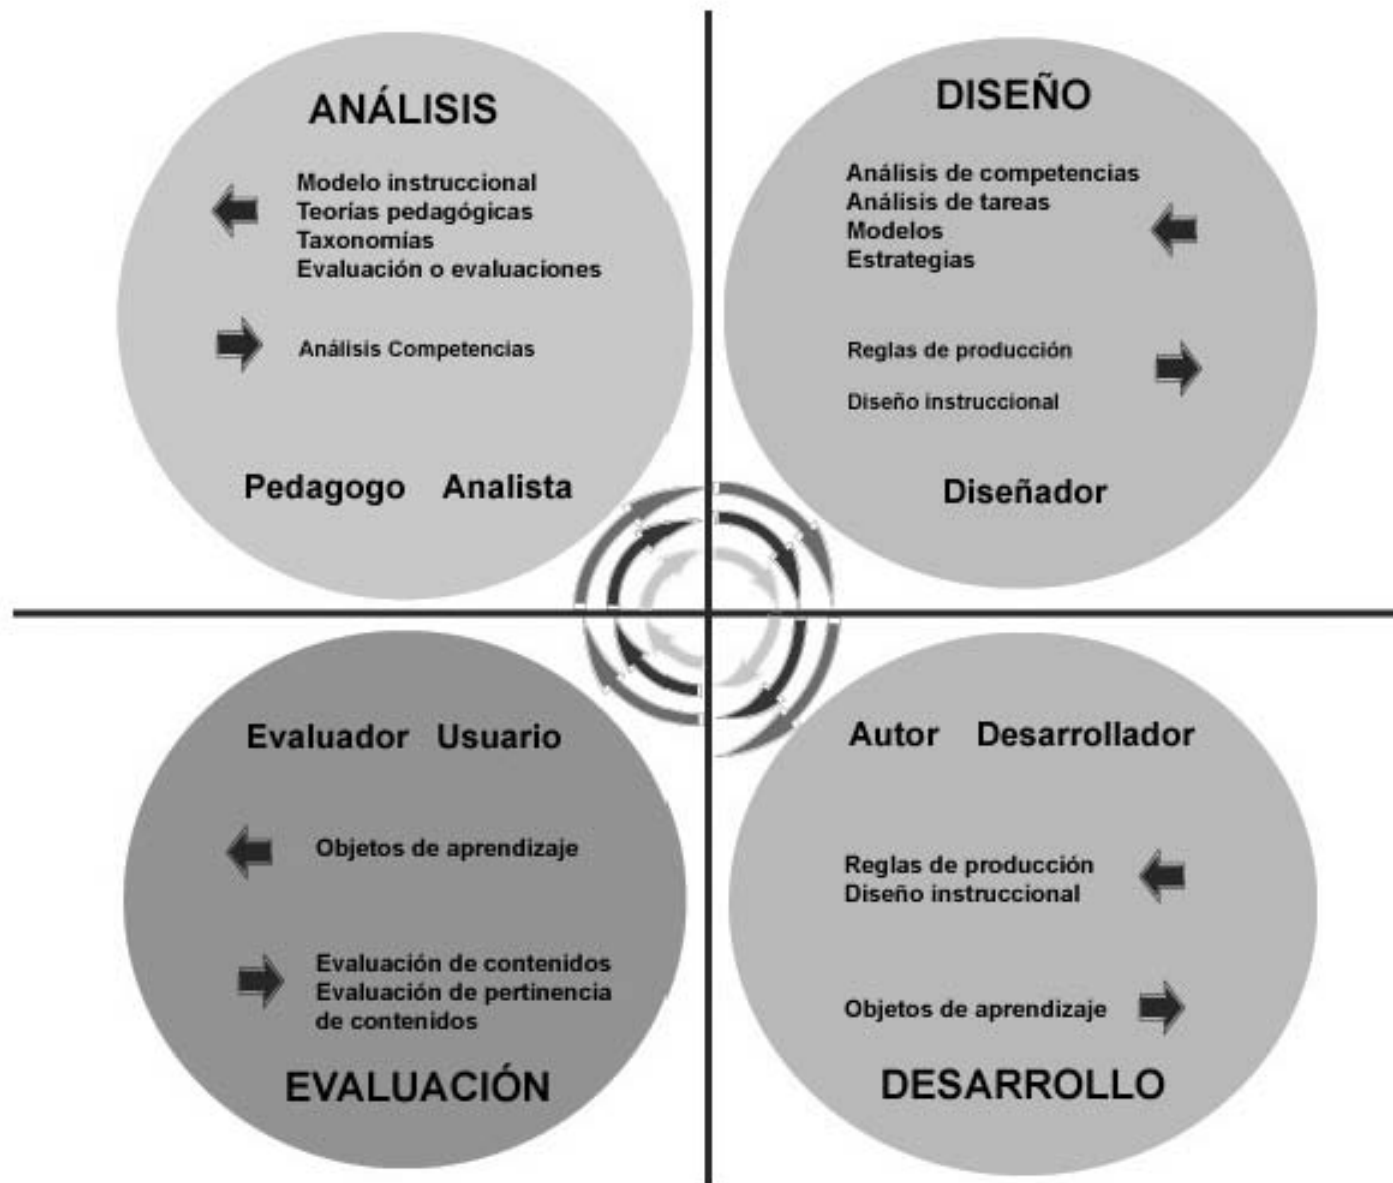 ANÁLISIS
Modelo instruccional
Teorías pedagógicas
Taxonomías
Evaluación o evaluaciones
Análisis Competencias
Pedagogo Analista
DISEÑO
Análisis de competencias
Análisis de tareas
Modelos
Estrategias
Reglas de producción
Diseño instruccional
Diseñador
Evaluador Usuario
Objetos de aprendizaje
Evaluación de contenidos
Evaluación de pertinencia
de contenidos
EVALUACIÓN
Autor Desarrollador
Reglas de producción
Diseño instruccional
Objetos de aprendizaje
DESARROLLO